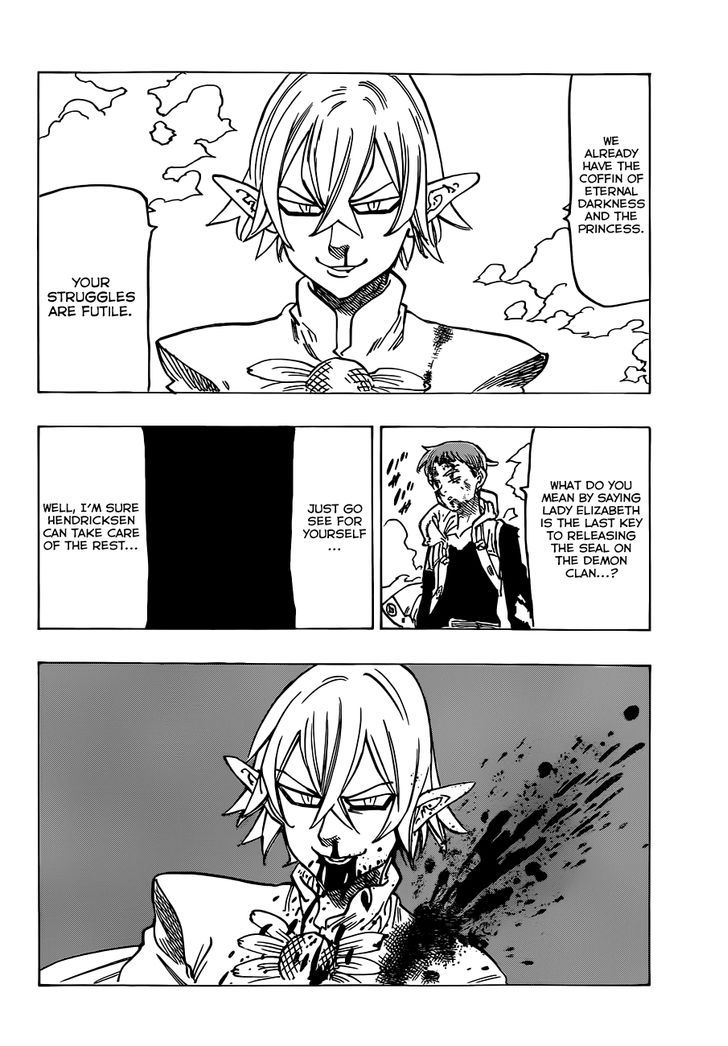 WE
ALREADY
HAVE THE
COFFIN OF
ETERNAL
DARKNESS
AND THE
PRINCESS.
YOUR
STRUGGLES
ARE FUTILE.
WHAT DO YOU
MEAN BY SAYING
LADY ELIZABETH
IS THE LAST KEY
TO RELEASING
THE SEAL ON
THE DEMON
CLAN...?
JUST GO
SEE FOR
YOURSELF
...
WELL, I'M SURE
HENDRICKSEN
CAN TAKE CARE
OF THE REST...